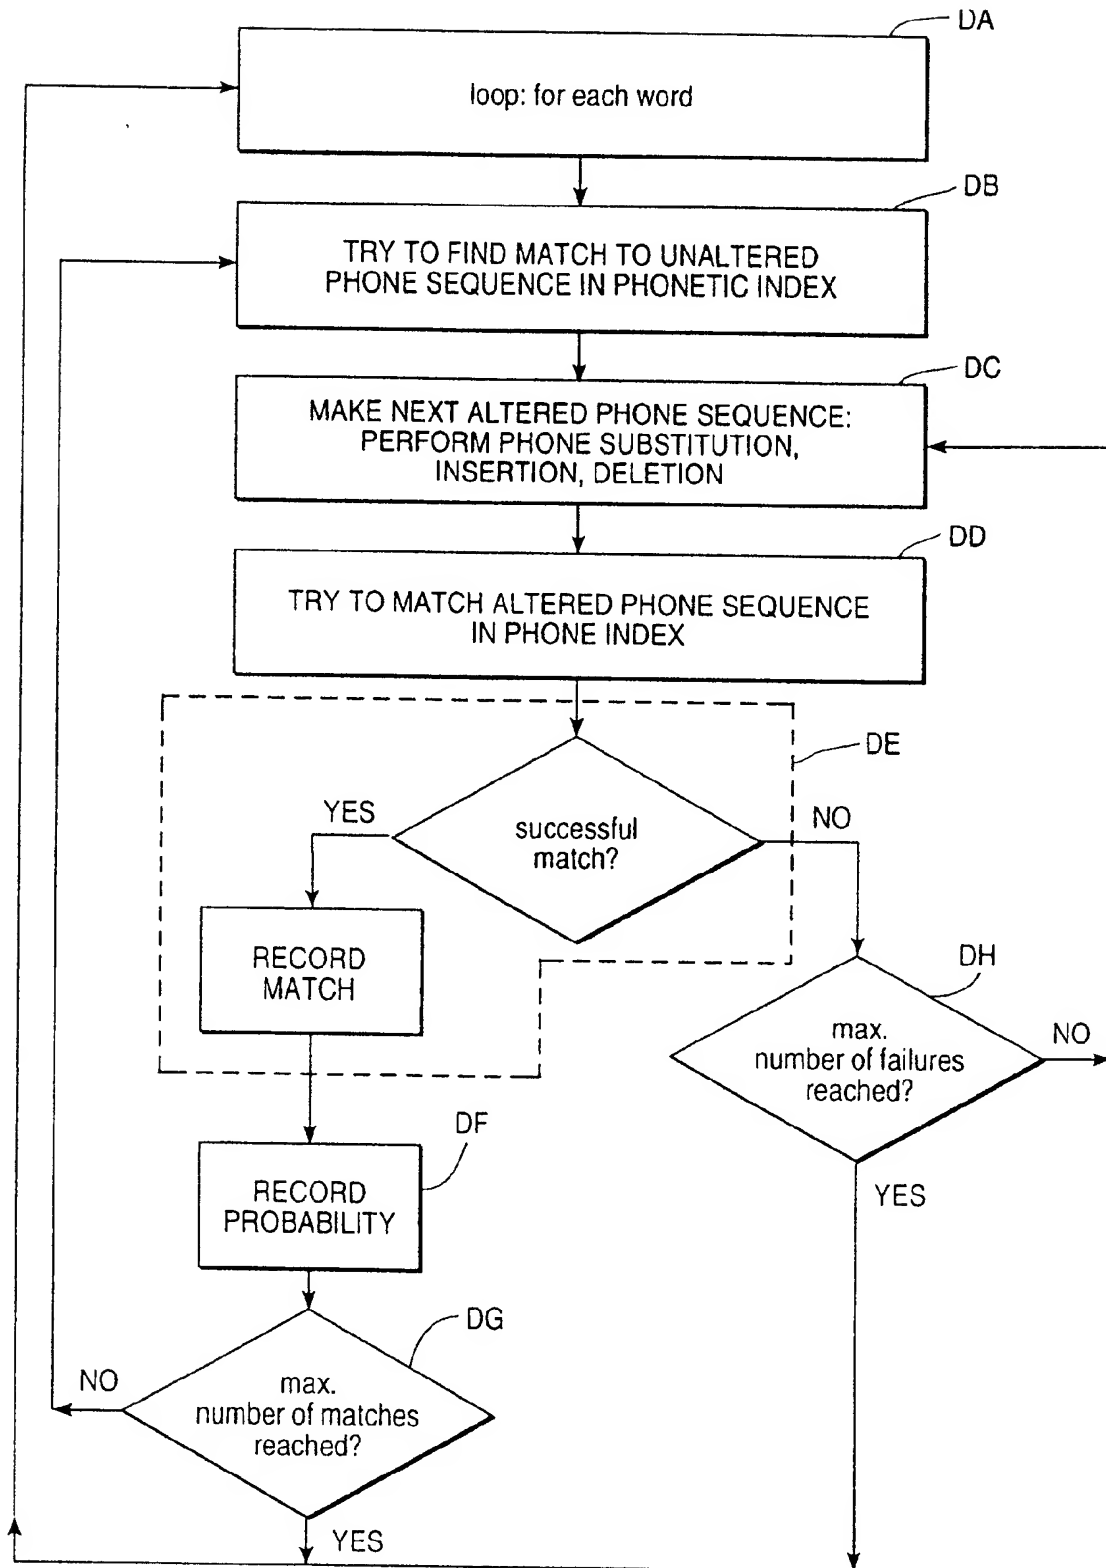 DA
loop: for each word
DB
TRY TO FIND MATCH TO UNALTERED
PHONE SEQUENCE IN PHONETIC INDEX
DC
MAKE NEXT ALTERED PHONE SEQUENCE:
PERFORM PHONE SUBSTITUTION,
INSERTION, DELETION
DD
TRY TO MATCH ALTERED PHONE SEQUENCE
IN PHONE INDEX
DE
YES
successful
match?
NO
RECORD
MATCH
DH
max.
number of failures
reached?
NO
DF
RECORD
PROBABILITY
YES
DG
NO
max.
number of matches
reached?
YES